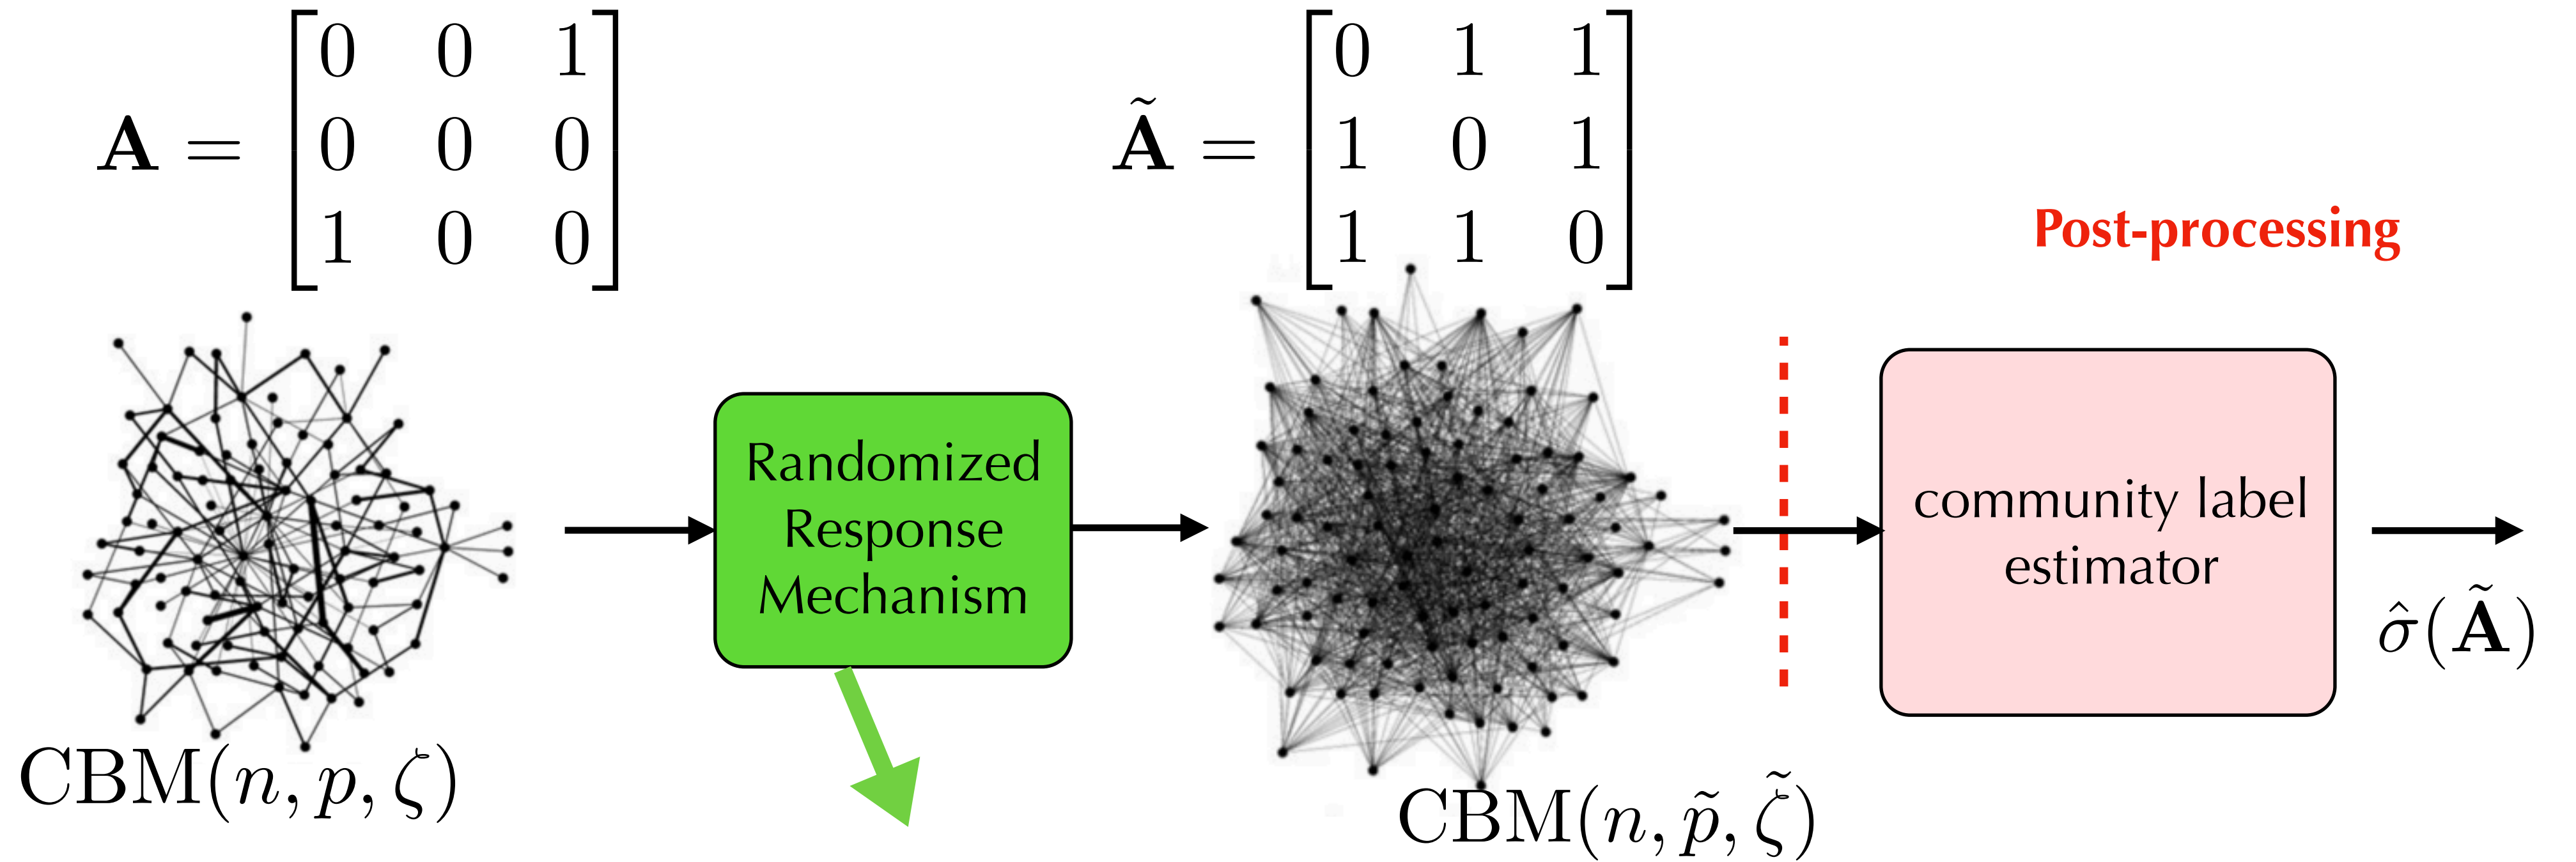 A = [0 0 1
0 0 0
1 0 0]
Ã = [0 1 1
1 0 1
1 1 0]
Post-processing
Randomized
Response
Mechanism
community label
estimator
σ̂(Ã)
CBM(n, p, ζ)
CBM(n, p̃, ζ̃)